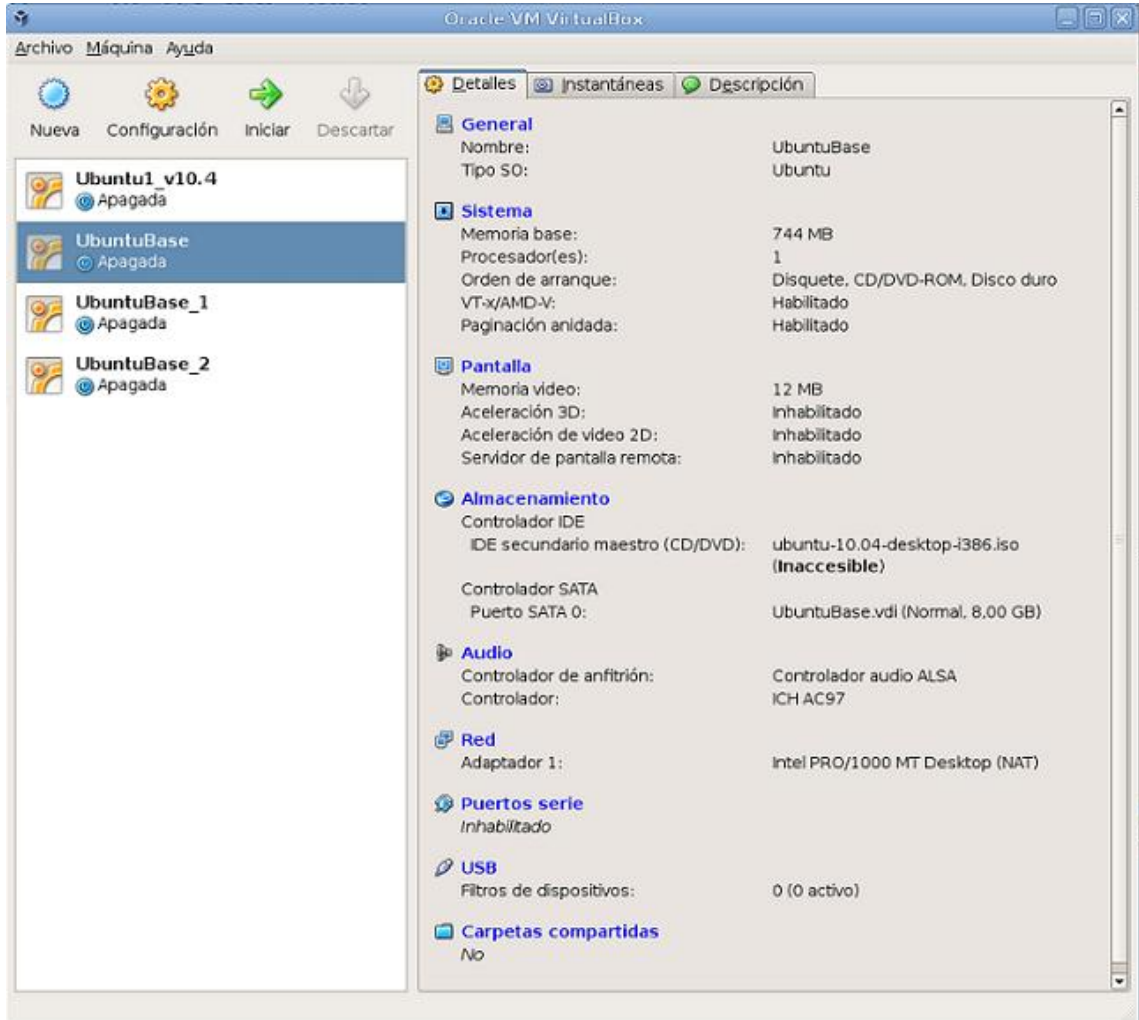 Oracle VM VirtualBox
Archivo Máquina Ayuda
Nueva Configuración Iniciar Descartar
Ubuntu1_v10.4
Apagada
UbuntuBase
Apagada
UbuntuBase_1
Apagada
UbuntuBase_2
Apagada
Detalles Instantáneas Descripción
General
Nombre: UbuntuBase
Tipo SO: Ubuntu
Sistema
Memoria base: 744 MB
Procesador(es): 1
Orden de arranque: Disquete, CD/DVD-ROM, Disco duro
VT-x/AMD-V: Habilitado
Paginación anidada: Habilitado
Pantalla
Memoria video: 12 MB
Aceleración 3D: Inhabilitado
Aceleración de video 2D: Inhabilitado
Servidor de pantalla remota: Inhabilitado
Almacenamiento
Controlador IDE
IDE secundario maestro (CD/DVD): ubuntu-10.04-desktop-i386.iso
(Inaccesible)
Controlador SATA
Puerto SATA 0: UbuntuBase.vdi (Normal, 8,00 GB)
Audio
Controlador de anfitrión: Controlador audio ALSA
Controlador: ICH AC97
Red
Adaptador 1: Intel PRO/1000 MT Desktop (NAT)
Puertos serie
Inhabilitado
USB
Filtros de dispositivos: 0 (0 activo)
Carpetas compartidas
No